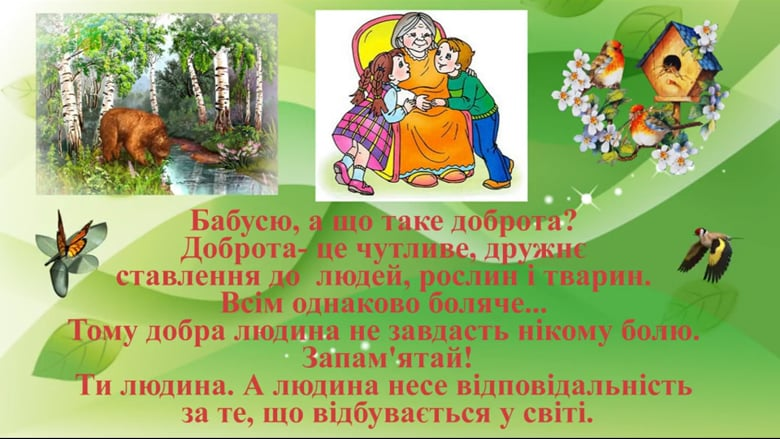 Бабусю, а що таке доброта?
Доброта- це чутливе, дружнє
ставлення до людей, рослин і тварин.
Всім однаково боляче...
Тому добра людина не завдасть нікому болю.
Запам'ятай!
Ти людина. А людина несе відповідальність
за те, що відбувається у світі.